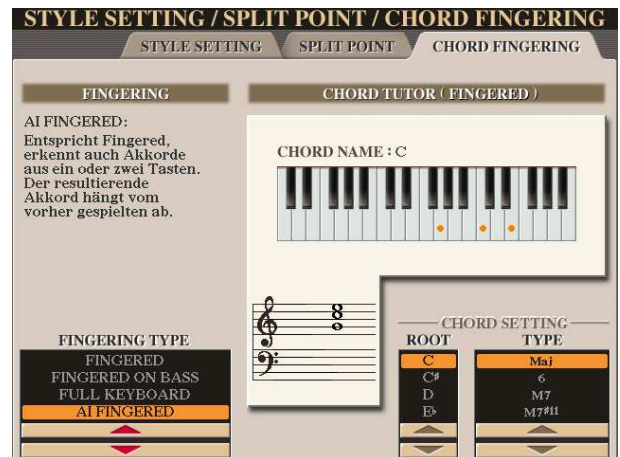 STYLE SETTING / SPLIT POINT / CHORD FINGERING
STYLE SETTING
SPLIT POINT
CHORD FINGERING
FINGERING
AI FINGERED:
Entspricht Fingered,
erkennt auch Akkorde
aus ein oder zwei Tasten.
Der resultierende
Akkord hängt vom
vorher gespielten ab.
CHORD TUTOR ( FINGERED )
CHORD NAME : C
FINGERING TYPE
FINGERED
FINGERED ON BASS
FULL KEYBOARD
AI FINGERED
CHORD SETTING
ROOT
C
C#
D
E♭
TYPE
Maj
6
M7
M7#11